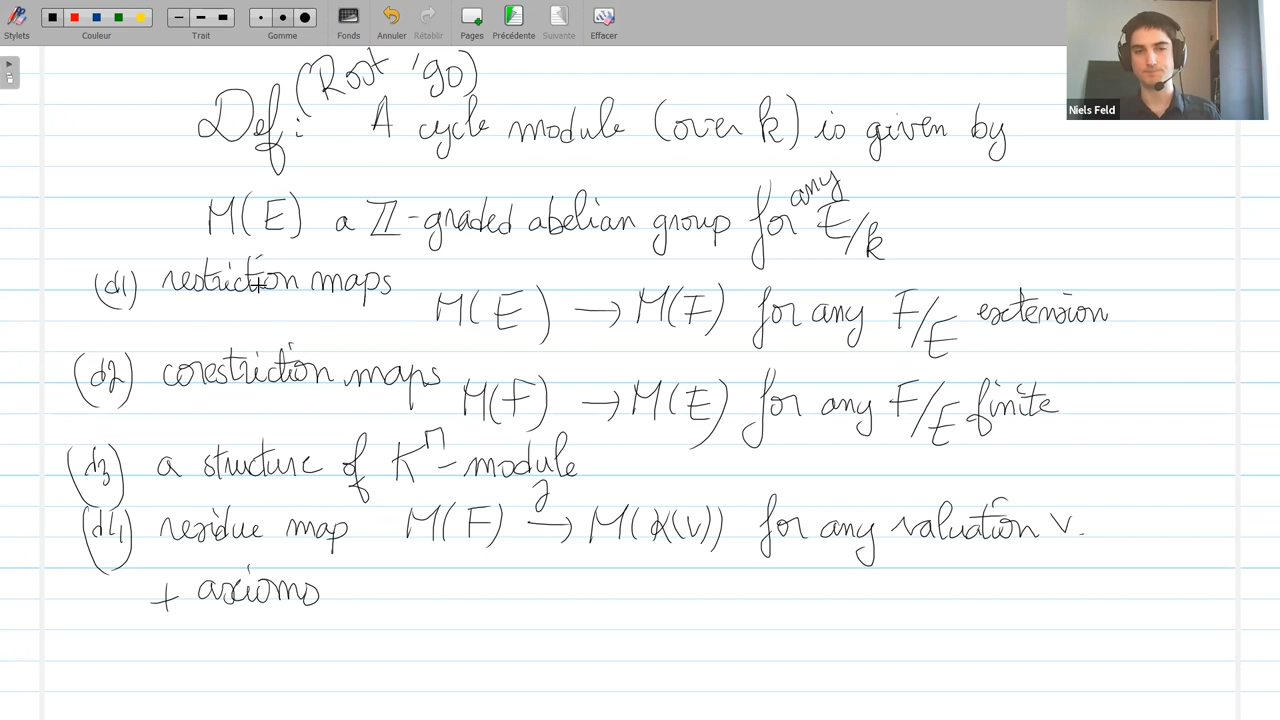 Stylets
Couleur
Trait
Gomme
Fonds
Annuler
Rétablir
Pages
Précédente
Suivante
Effacer
Niels Feld
Def (Rost '90) : A cycle module (over k) is given by
M(E) a ℤ-graded abelian group for any E/k
(d1) restriction maps M(E) → M(F) for any F/E extension
(d2) corestriction maps M(F) → M(E) for any F/E finite
(d3) a structure of K^M-module
(d4) residue map M(F) →^∂ M(κ(v)) for any valuation v.
+ axioms